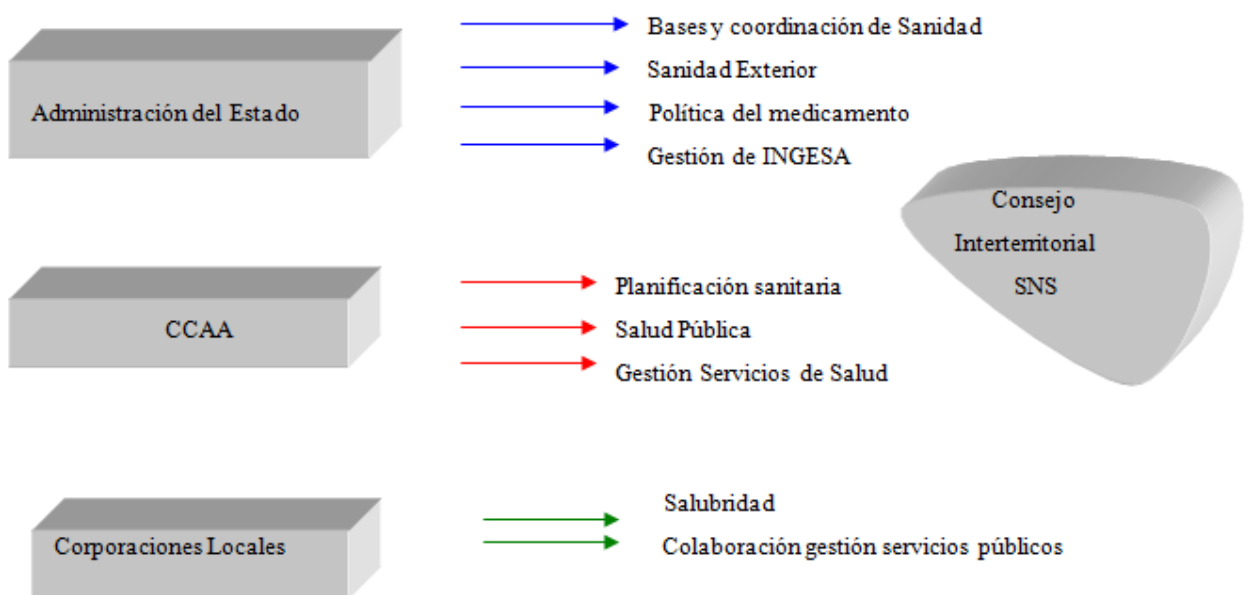 Administración del Estado
Bases y coordinación de Sanidad
Sanidad Exterior
Política del medicamento
Gestión de INGESA
Consejo
Interterritorial
SNS
CCAA
Planificación sanitaria
Salud Pública
Gestión Servicios de Salud
Corporaciones Locales
Salubridad
Colaboración gestión servicios públicos